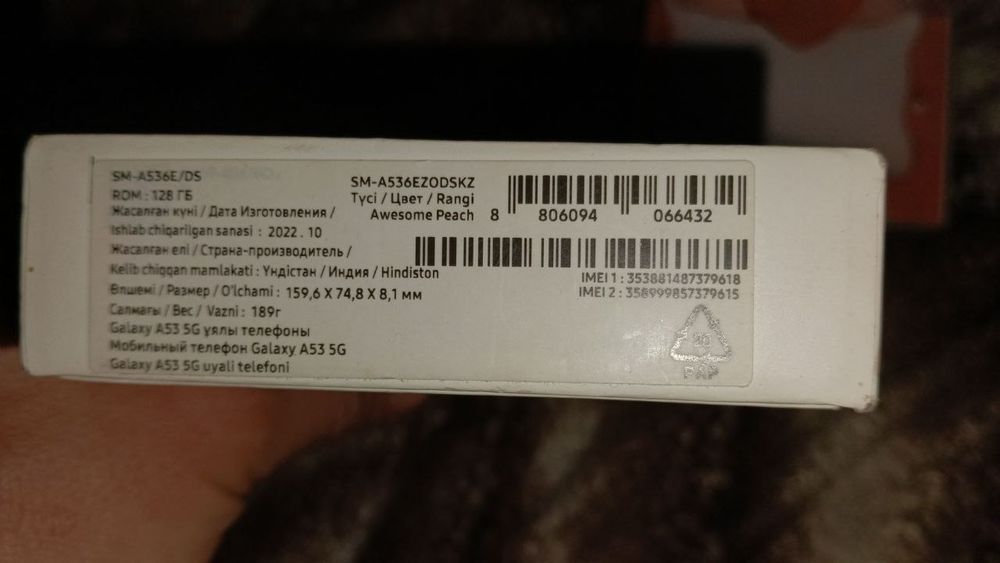 SM-A536E/DS
ROM : 128 ГБ
Жасалған күні / Дата Изготовления /
Ishlab chiqarilgan sanasi : 2022 . 10
Жасалған елі / Страна-производитель /
Kelib chiqqan mamlakati : Үндістан / Индия / Hindiston
Өлшемі / Размер / O'lchami : 159,6 X 74,8 X 8,1 мм
Салмағы / Вес / Vazni : 189г
Galaxy A53 5G ұялы телефоны
Мобильный телефон Galaxy A53 5G
Galaxy A53 5G uyali telefoni
SM-A536EZODSKZ
Түсі / Цвет / Rangi
Awesome Peach
8 806094 066432
IMEI 1 : 353881487379618
IMEI 2 : 358999857379615
PAP